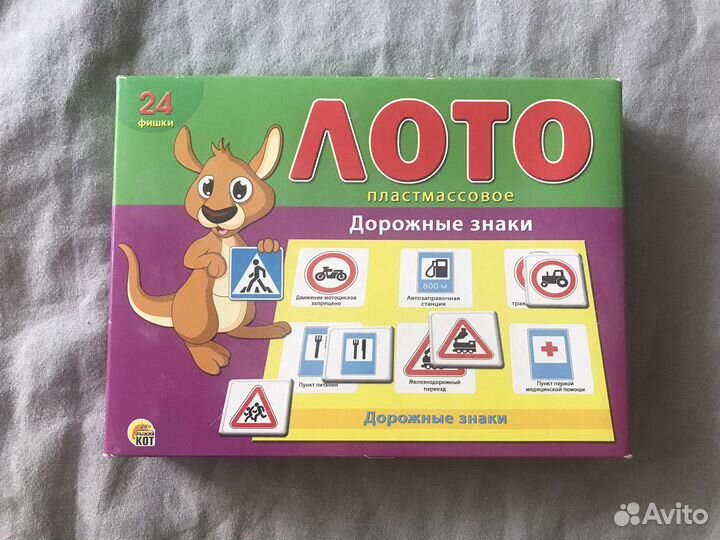 24
фишки
ЛОТО
пластмассовое
Дорожные знаки
Движение мотоциклов
запрещено
800 м
Автозаправочная
станция
Пункт питания
Железнодорожный
переезд
Пункт первой
медицинской помощи
Дорожные знаки
РЫЖИЙ
КОТ
Avito